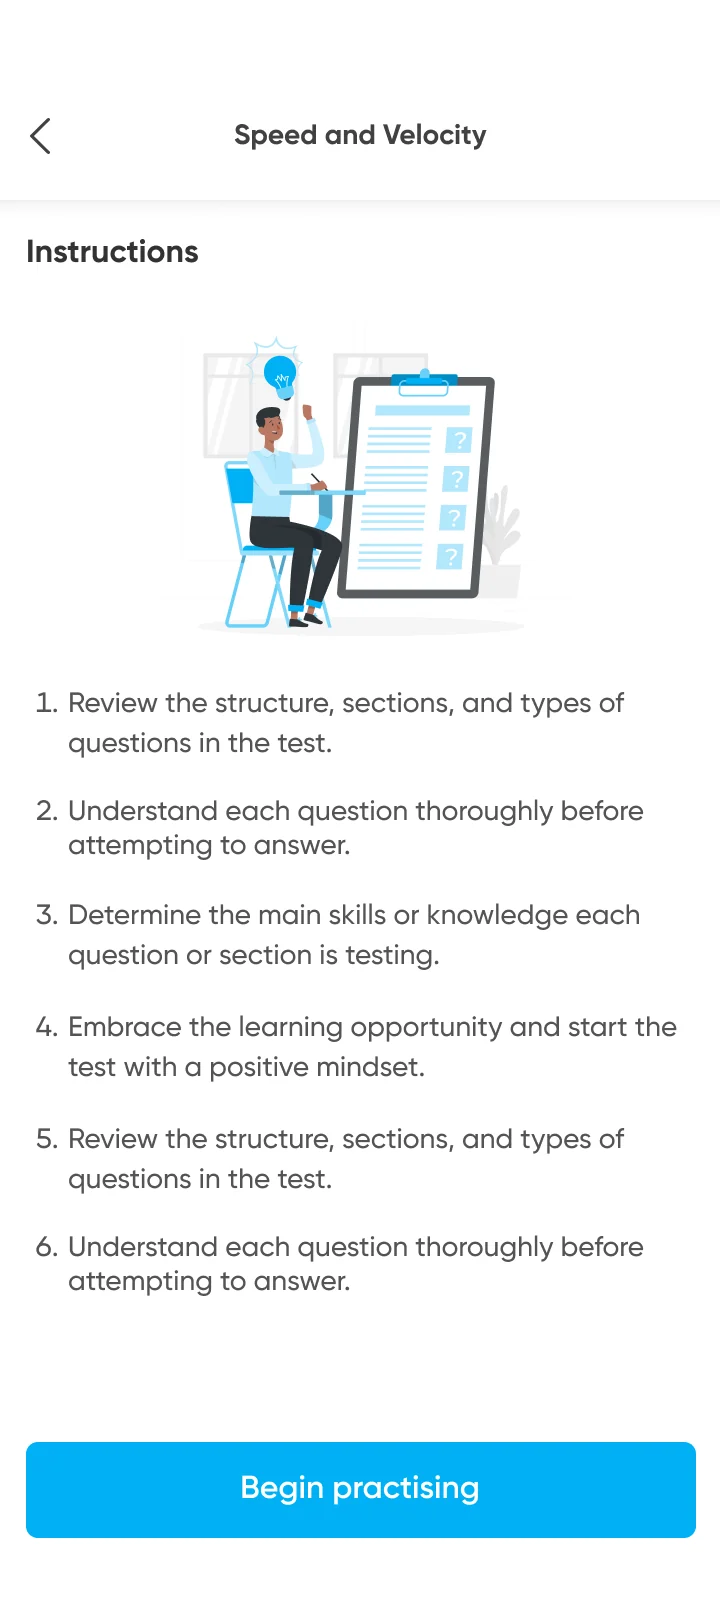 Speed and Velocity
Instructions
?
?
?
?
1. Review the structure, sections, and types of
questions in the test.
2. Understand each question thoroughly before
attempting to answer.
3. Determine the main skills or knowledge each
question or section is testing.
4. Embrace the learning opportunity and start the
test with a positive mindset.
5. Review the structure, sections, and types of
questions in the test.
6. Understand each question thoroughly before
attempting to answer.
Begin practising